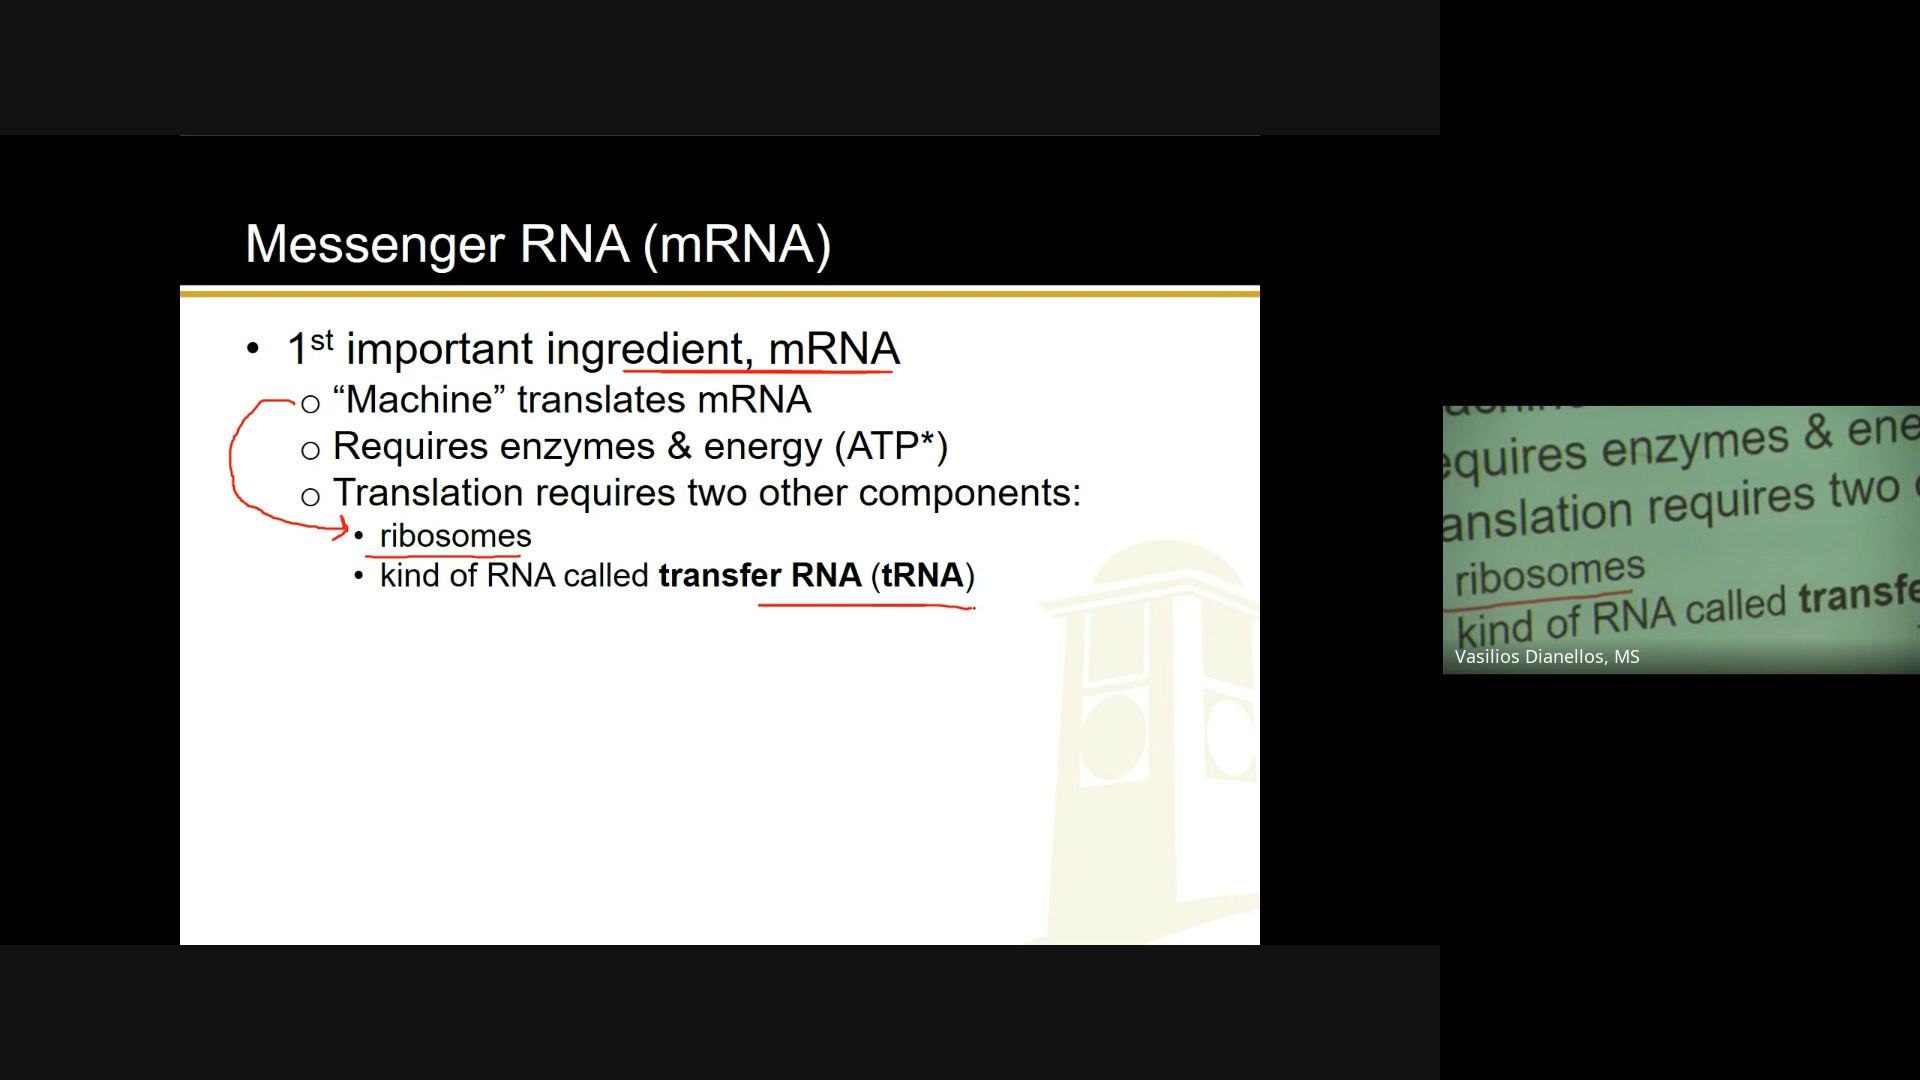 Messenger RNA (mRNA)
• 1st important ingredient, mRNA
o “Machine” translates mRNA
o Requires enzymes & energy (ATP*)
o Translation requires two other components:
• ribosomes
• kind of RNA called transfer RNA (tRNA)
equires enzymes & ene
anslation requires two
ribosomes
kind of RNA called transfe
Vasilios Dianellos, MS